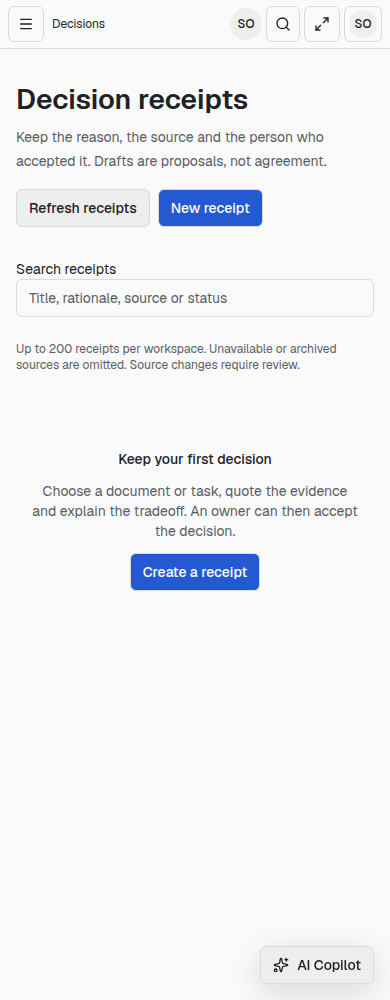 Decisions
SO
SO
Decision receipts
Keep the reason, the source and the person who
accepted it. Drafts are proposals, not agreement.
Refresh receipts
New receipt
Search receipts
Title, rationale, source or status
Up to 200 receipts per workspace. Unavailable or archived
sources are omitted. Source changes require review.
Keep your first decision
Choose a document or task, quote the evidence
and explain the tradeoff. An owner can then accept
the decision.
Create a receipt
AI Copilot